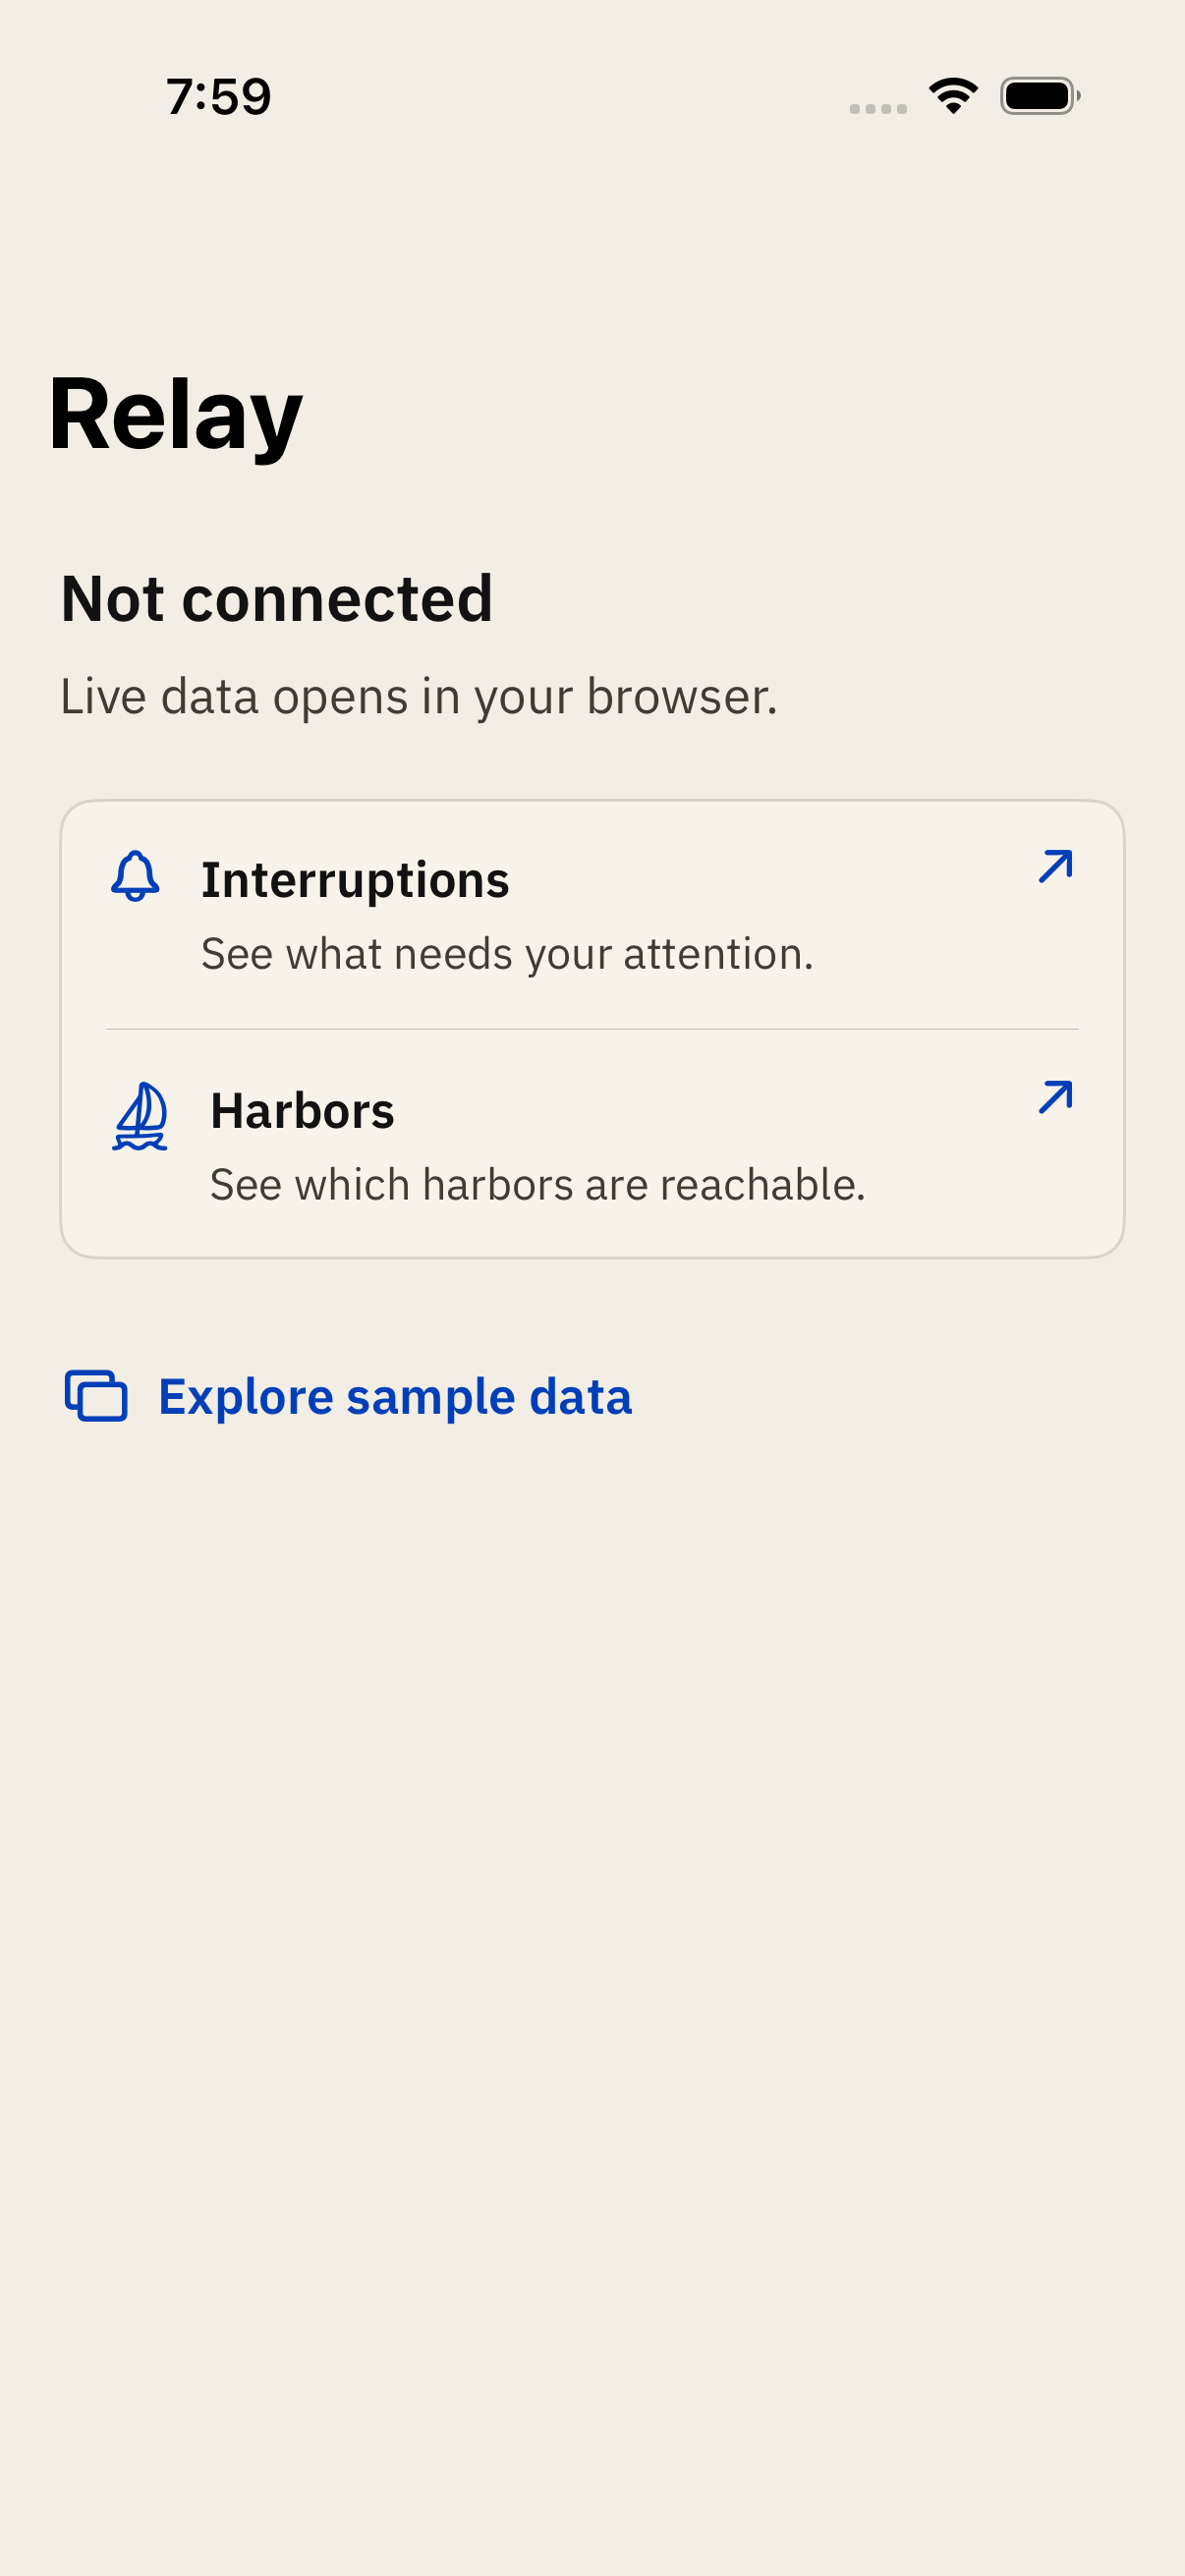 7:59
Relay
Not connected
Live data opens in your browser.
Interruptions
See what needs your attention.
Harbors
See which harbors are reachable.
Explore sample data